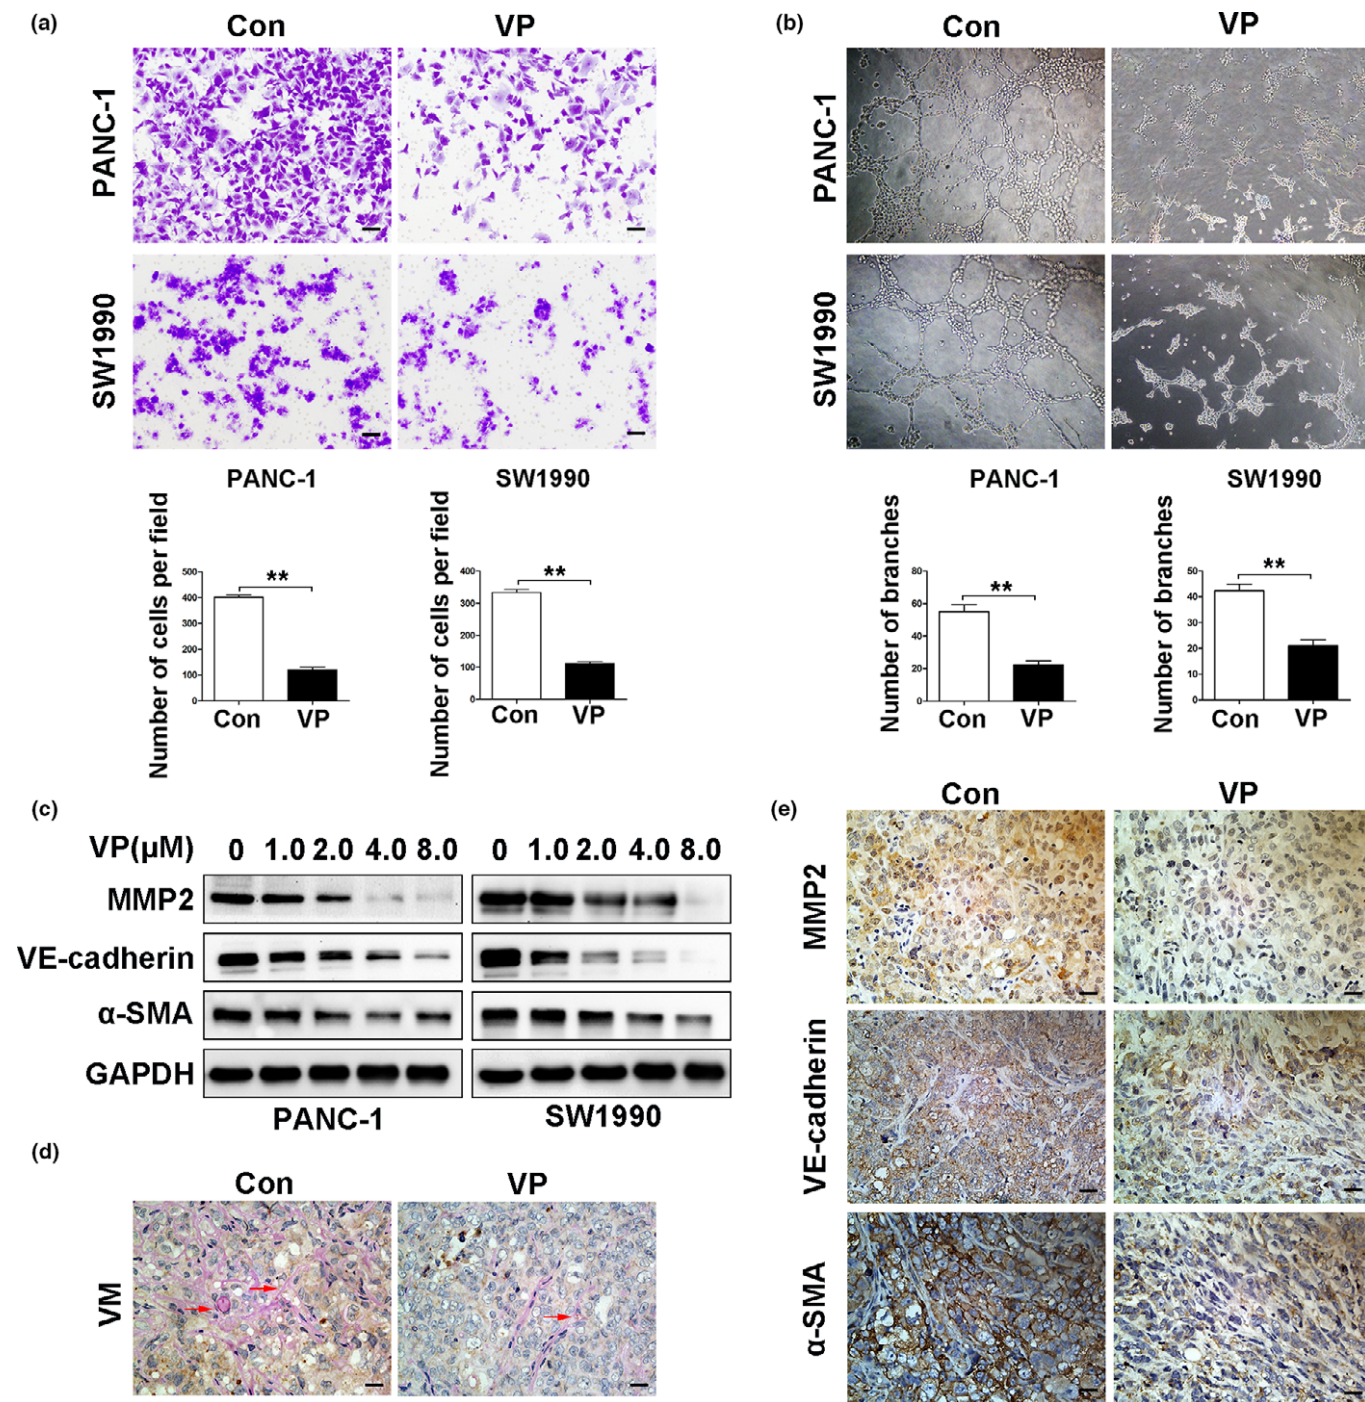 (a)
Con VP
PANC-1
SW1990
PANC-1 SW1990
Number of cells per field
500
400
300
200
100
0
**
Con VP
Number of cells per field
400
300
200
100
0
**
Con VP
(b)
Con VP
PANC-1
SW1990
PANC-1 SW1990
Number of branches
80
60
40
20
0
**
Con VP
Number of branches
50
40
30
20
10
0
**
Con VP
(c)
VP(μM) 0 1.0 2.0 4.0 8.0 0 1.0 2.0 4.0 8.0
MMP2
VE-cadherin
α-SMA
GAPDH
PANC-1 SW1990
(d)
Con VP
VM
(e)
Con VP
MMP2
VE-cadherin
α-SMA